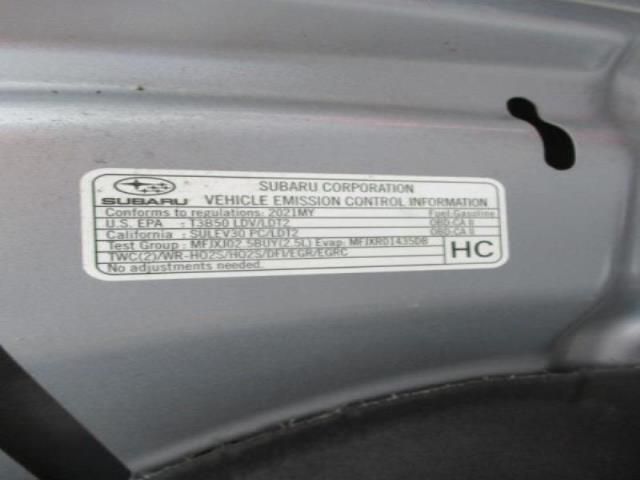 SUBARU
SUBARU CORPORATION
VEHICLE EMISSION CONTROL INFORMATION
Conforms to regulations: 2021MY Fuel:Gasoline
U.S. EPA : T3B50 LDV/LDT2 OBD:CA II
California : SULEV30 PC/LDT2 OBD:CA II
Test Group : MFJXJ02.5BUY(2.5L) Evap: MFJXR0143SDB
TWC(2)/WR-HO2S/HO2S/DFI/EGR/EGRC
No adjustments needed.
HC